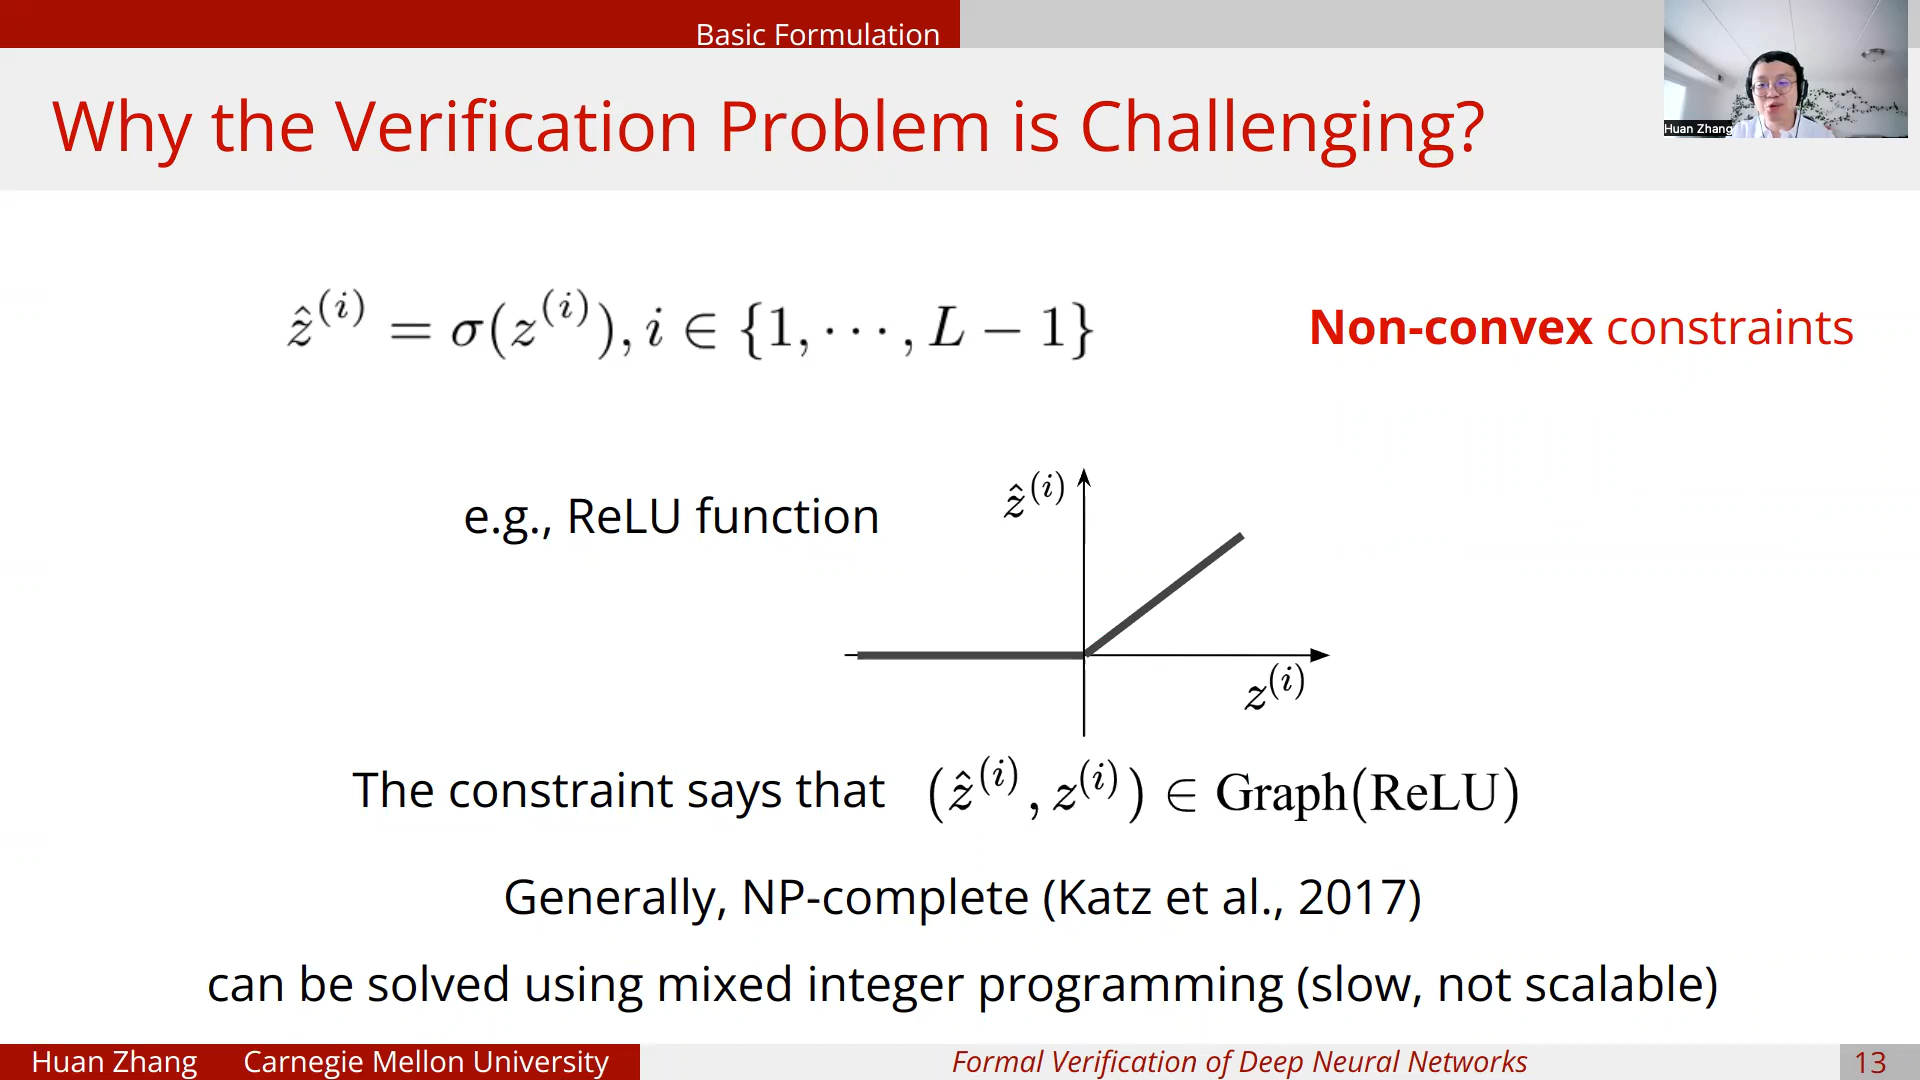 Basic Formulation
Why the Verification Problem is Challenging?
Huan Zhang
ẑ^(i) = σ(z^(i)), i ∈ {1, ⋯, L − 1}
Non-convex constraints
e.g., ReLU function
ẑ^(i)
z^(i)
The constraint says that (ẑ^(i), z^(i)) ∈ Graph(ReLU)
Generally, NP-complete (Katz et al., 2017)
can be solved using mixed integer programming (slow, not scalable)
Huan Zhang Carnegie Mellon University Formal Verification of Deep Neural Networks 13